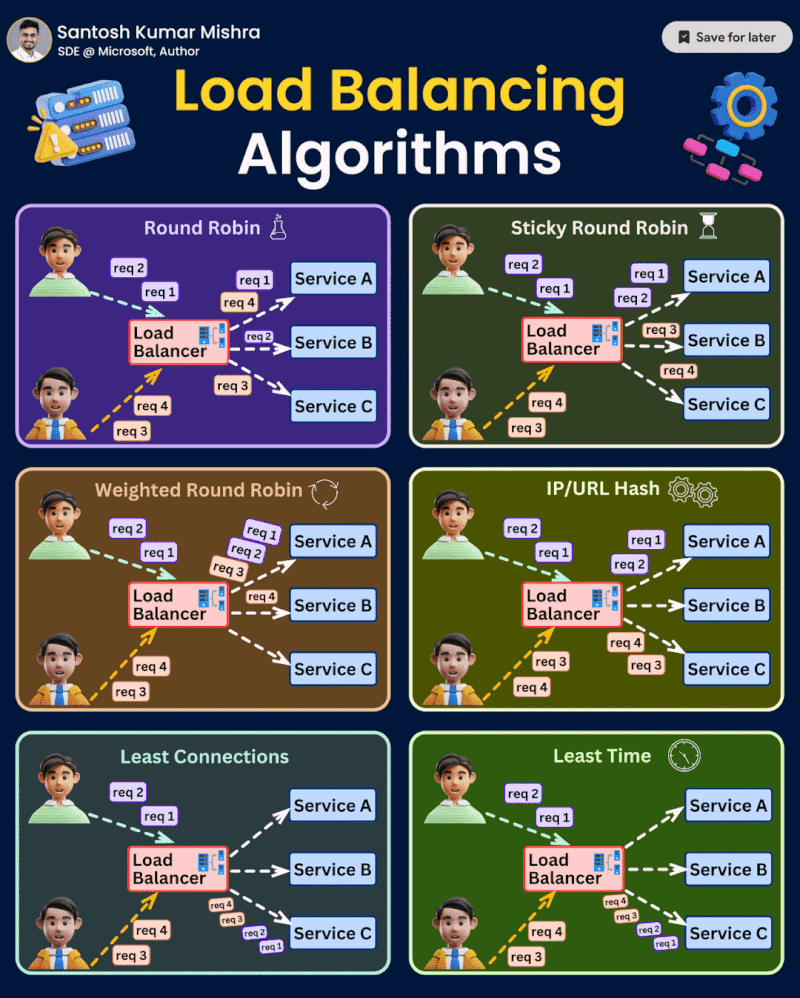 Santosh Kumar Mishra
SDE @ Microsoft, Author
Save for later
Load Balancing
Algorithms
Round Robin
req 2
req 1
req 1
req 4
Service A
Load
Balancer
req 2
Service B
req 3
Service C
req 4
req 3
Sticky Round Robin
req 2
req 1
req 1
req 2
Service A
Load
Balancer
req 3
Service B
req 4
Service C
req 4
req 3
Weighted Round Robin
req 2
req 1
req 1
req 2
req 3
Service A
Load
Balancer
req 4
Service B
Service C
req 4
req 3
IP/URL Hash
req 2
req 1
req 1
req 2
Service A
Load
Balancer
Service B
req 4
req 3
Service C
req 3
req 4
Least Connections
req 2
req 1
Service A
Load
Balancer
Service B
req 4
req 3
req 2
req 1
Service C
req 4
req 3
Least Time
req 2
req 1
Service A
Load
Balancer
Service B
req 4
req 3
req 2
req 1
Service C
req 4
req 3